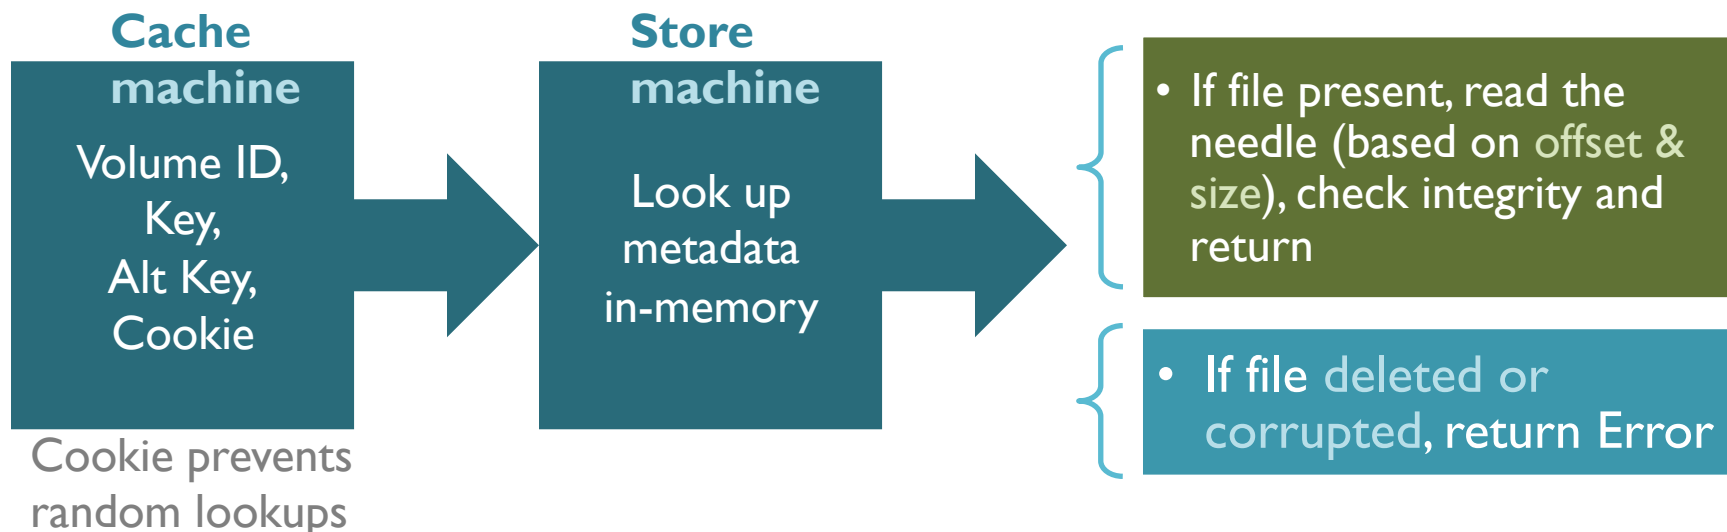 Cache
machine
Volume ID,
Key,
Alt Key,
Cookie
Cookie prevents
random lookups
Store
machine
Look up
metadata
in-memory
• If file present, read the
needle (based on offset &
size), check integrity and
return
• If file deleted or
corrupted, return Error